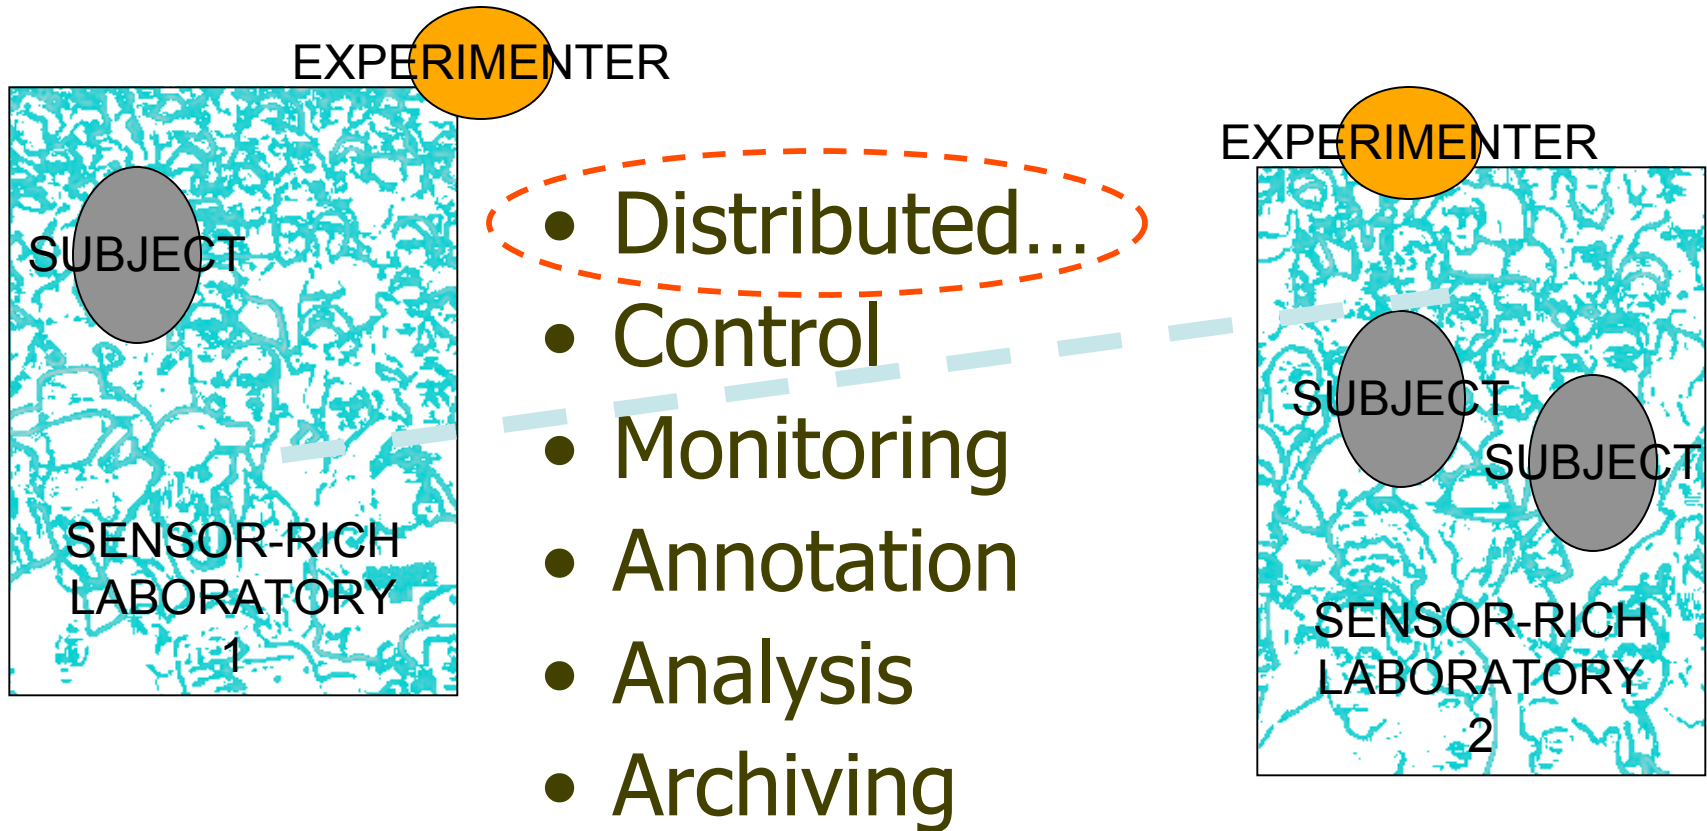 EXPERIMENTER
SUBJECT
SENSOR-RICH
LABORATORY
1
• Distributed...
• Control
• Monitoring
• Annotation
• Analysis
• Archiving
EXPERIMENTER
SUBJECT
SUBJECT
SENSOR-RICH
LABORATORY
2